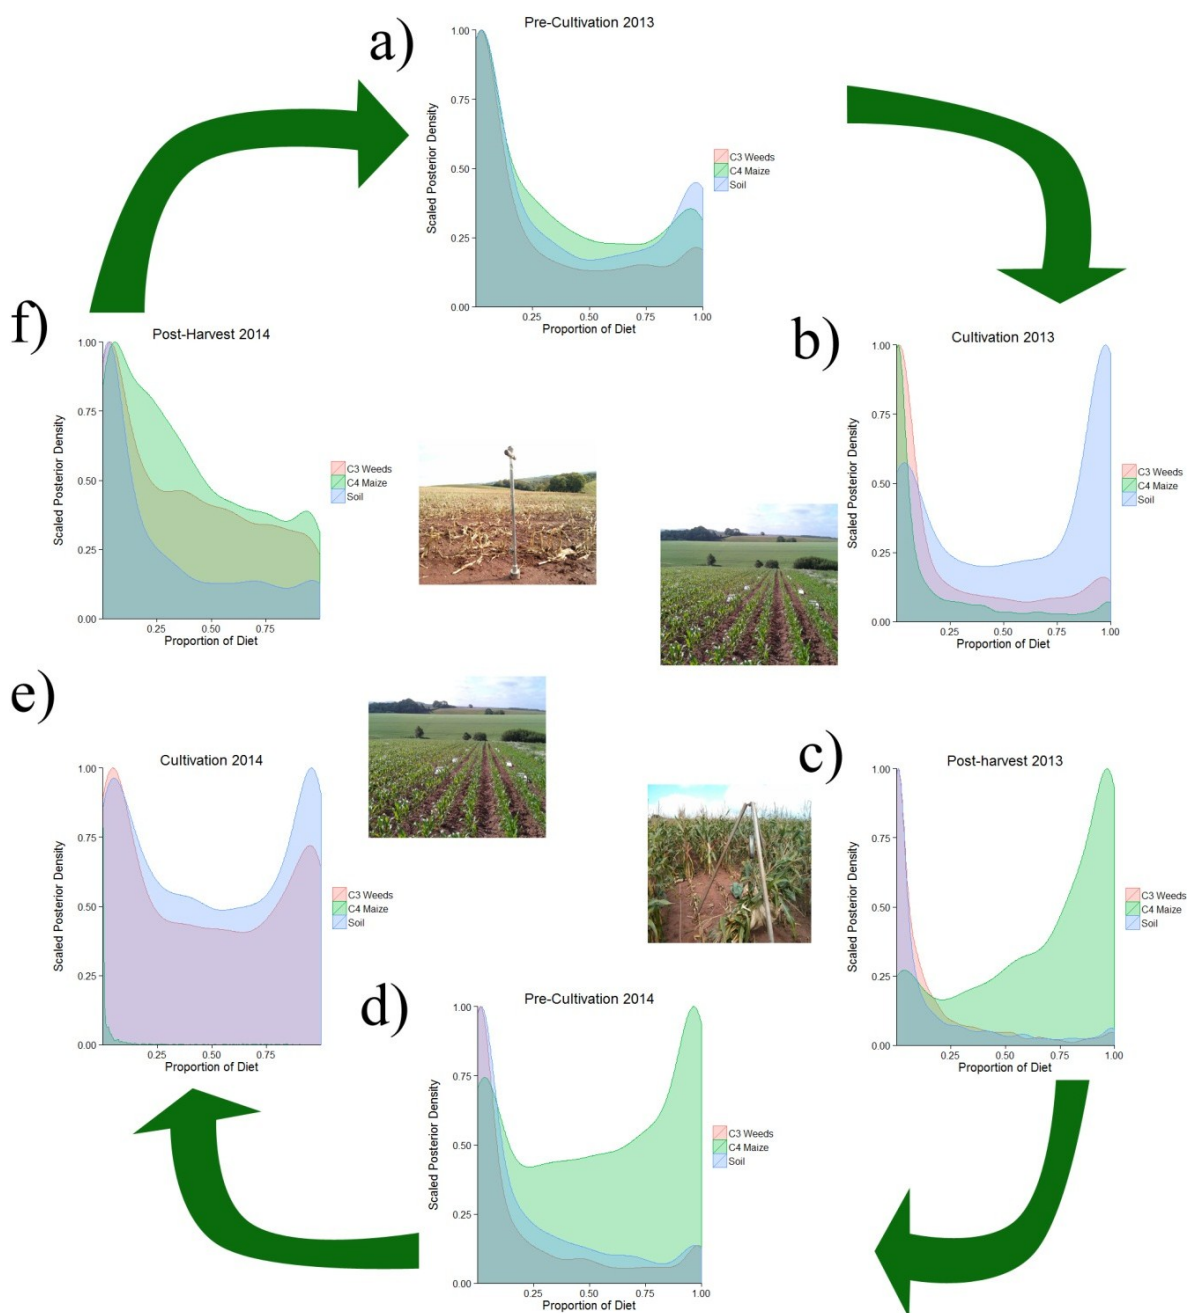 a)
Pre-Cultivation 2013
Scaled Posterior Density
1.00
0.75
0.50
0.25
0.00
0.25
0.50
0.75
1.00
Proportion of Diet
C3 Weeds
C4 Maize
Soil
b)
Cultivation 2013
Scaled Posterior Density
1.00
0.75
0.50
0.25
0.00
0.25
0.50
0.75
1.00
Proportion of Diet
C3 Weeds
C4 Maize
Soil
c)
Post-harvest 2013
Scaled Posterior Density
1.00
0.75
0.50
0.25
0.00
0.25
0.50
0.75
1.00
Proportion of Diet
C3 Weeds
C4 Maize
Soil
d)
Pre-Cultivation 2014
Scaled Posterior Density
1.00
0.75
0.50
0.25
0.00
0.25
0.50
0.75
1.00
Proportion of Diet
C3 Weeds
C4 Maize
Soil
e)
Cultivation 2014
Scaled Posterior Density
1.00
0.75
0.50
0.25
0.00
0.25
0.50
0.75
Proportion of Diet
C3 Weeds
C4 Maize
Soil
f)
Post-Harvest 2014
Scaled Posterior Density
1.00
0.75
0.50
0.25
0.00
0.25
0.50
0.75
Proportion of Diet
C3 Weeds
C4 Maize
Soil